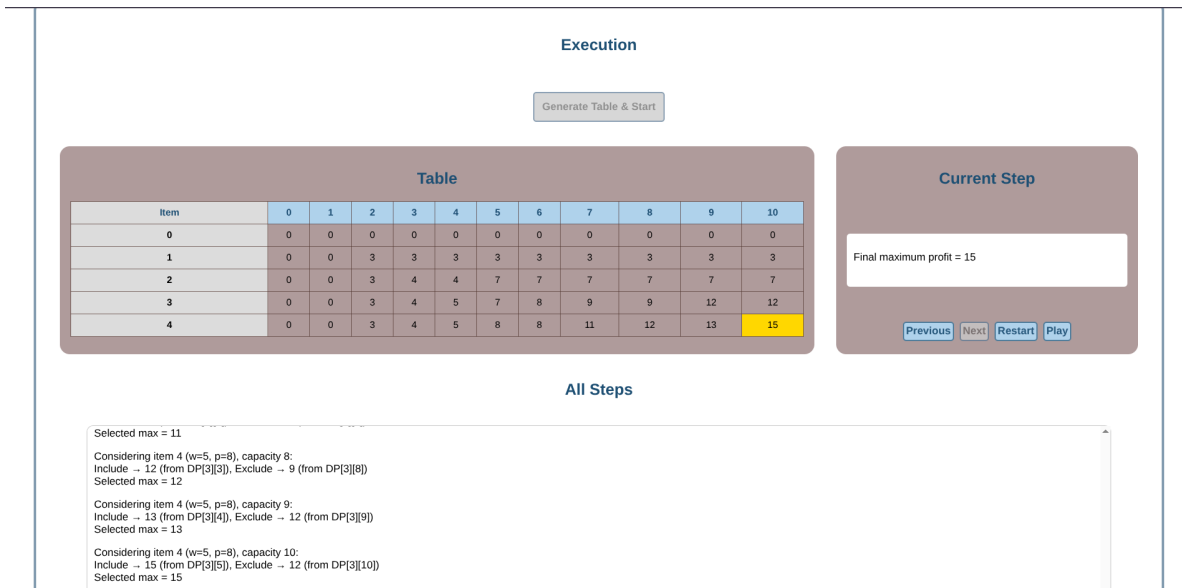 Execution
Generate Table & Start
Table
Item 0 1 2 3 4 5 6 7 8 9 10
0 0 0 0 0 0 0 0 0 0 0 0
1 0 0 3 3 3 3 3 3 3 3 3
2 0 0 3 4 4 7 7 7 7 7 7
3 0 0 3 4 5 7 8 9 9 12 12
4 0 0 3 4 5 8 8 11 12 13 15
Current Step
Final maximum profit = 15
Previous Next Restart Play
All Steps
Selected max = 11
Considering item 4 (w=5, p=8), capacity 8:
Include → 12 (from DP[3][3]), Exclude → 9 (from DP[3][8])
Selected max = 12
Considering item 4 (w=5, p=8), capacity 9:
Include → 13 (from DP[3][4]), Exclude → 12 (from DP[3][9])
Selected max = 13
Considering item 4 (w=5, p=8), capacity 10:
Include → 15 (from DP[3][5]), Exclude → 12 (from DP[3][10])
Selected max = 15